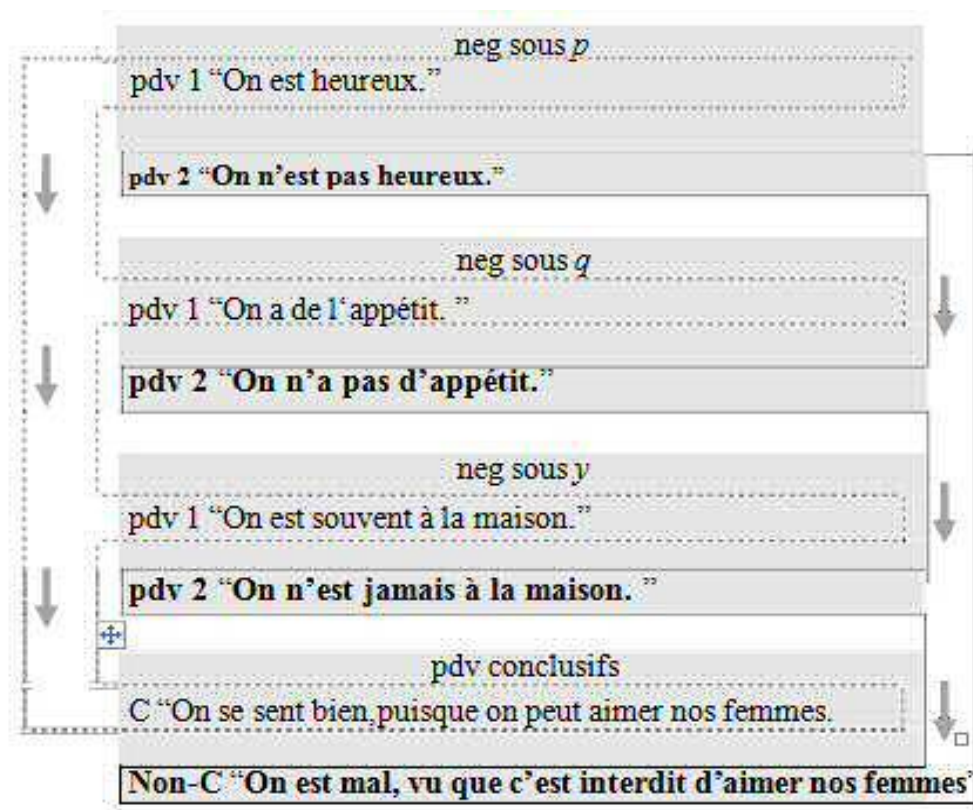 neg sous p
pdv 1 “On est heureux.”
pdv 2 “On n’est pas heureux.”
neg sous q
pdv 1 “On a de l‘appétit. ”
pdv 2 “On n’a pas d’appétit.”
neg sous y
pdv 1 “On est souvent à la maison.”
pdv 2 “On n’est jamais à la maison. ”
pdv conclusifs
C “On se sent bien,puisque on peut aimer nos femmes.
Non-C “On est mal, vu que c’est interdit d’aimer nos femmes”